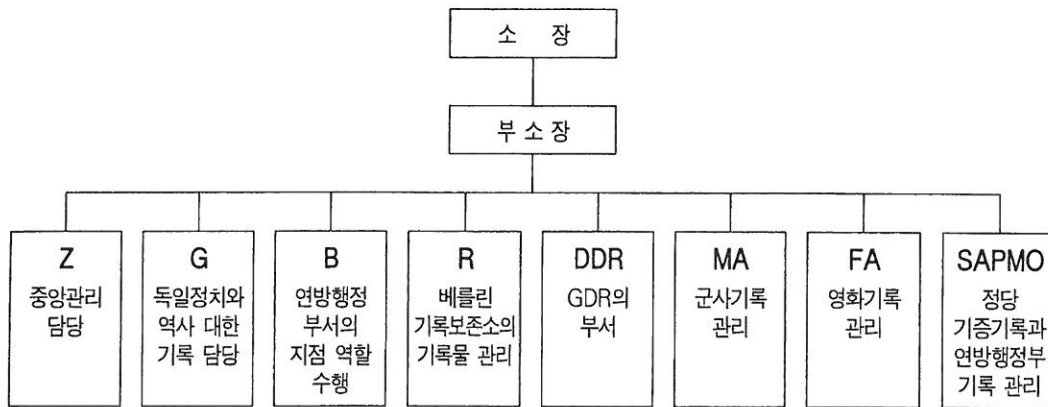 소 장
부 소 장
Z
중앙관리
담당
G
독일정치와
역사 대한
기록 담당
B
연방행정
부서의
지점 역할
수행
R
베를린
기록보존소의
기록물 관리
DDR
GDR의
부서
MA
군사기록
관리
FA
영화기록
관리
SAPMO
정당
기증기록과
연방행정부
기록 관리